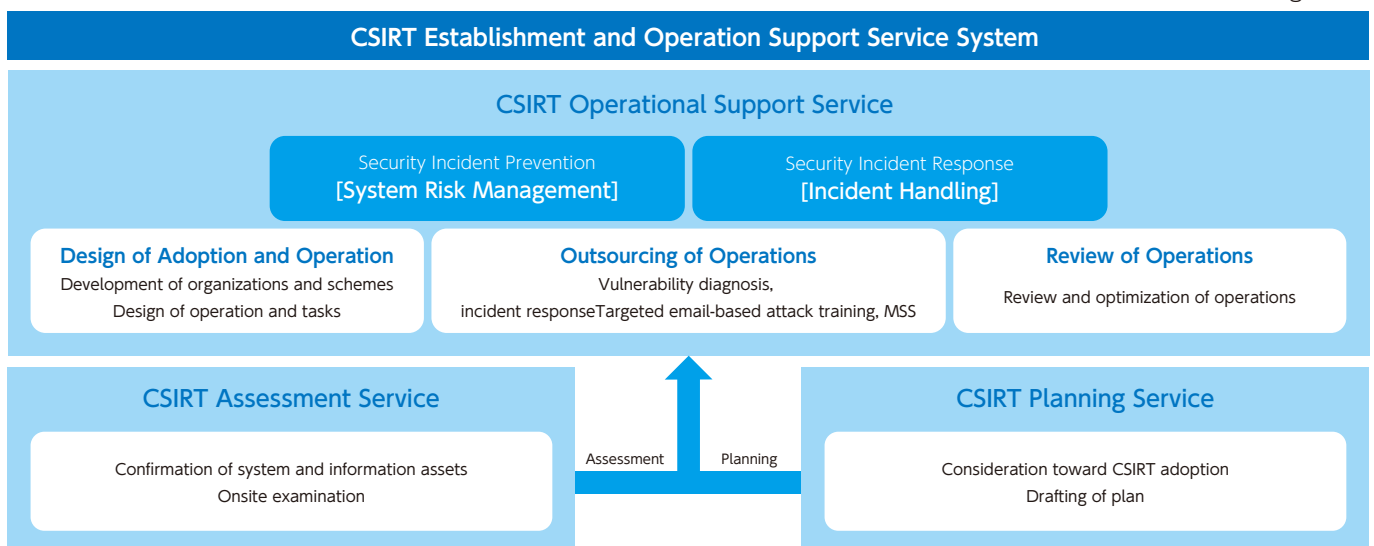 CSIRT Establishment and Operation Support Service System
CSIRT Operational Support Service
Security Incident Prevention
[System Risk Management]
Security Incident Response
[Incident Handling]
Design of Adoption and Operation
Development of organizations and schemes
Design of operation and tasks
Outsourcing of Operations
Vulnerability diagnosis,
incident responseTargeted email-based attack training, MSS
Review of Operations
Review and optimization of operations
CSIRT Assessment Service
Confirmation of system and information assets
Onsite examination
Assessment
Planning
CSIRT Planning Service
Consideration toward CSIRT adoption
Drafting of plan